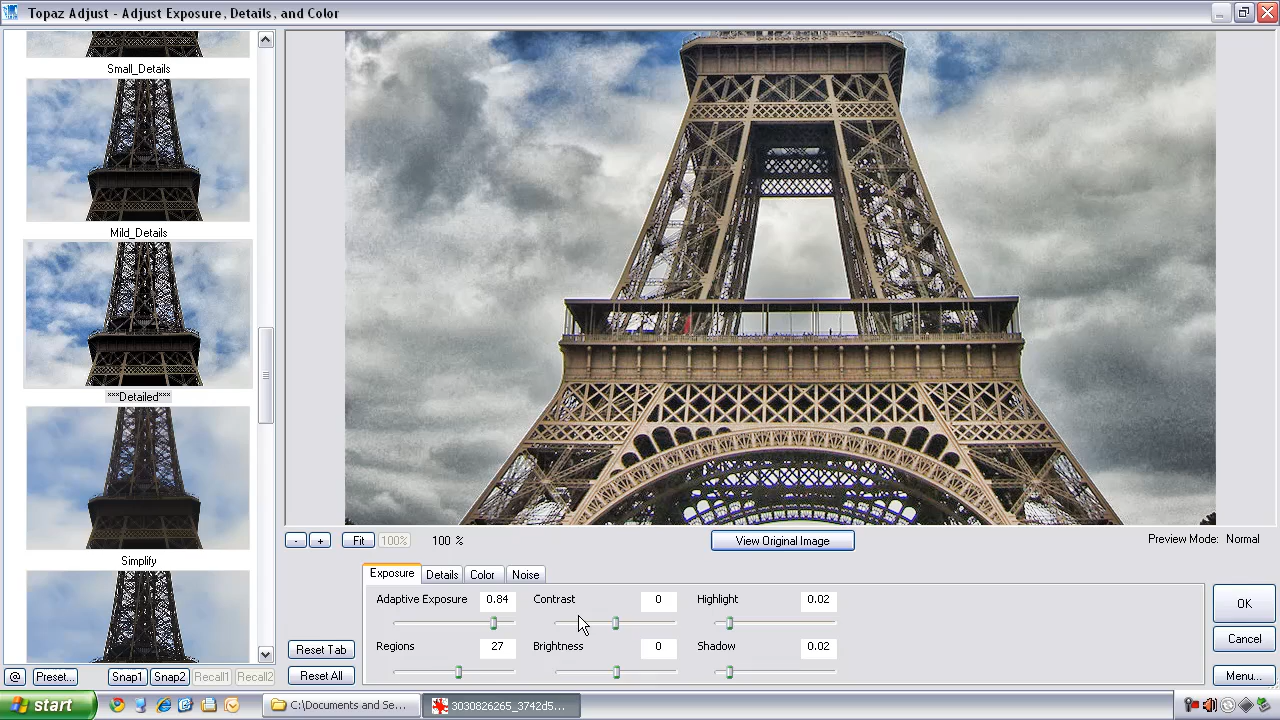 Topaz Adjust - Adjust Exposure, Details, and Color
Small_Details
Mild_Details
***Detailed***
Simplify
- + Fit 100% 100 % View Original Image Preview Mode: Normal
Exposure Details Color Noise
Adaptive Exposure 0.84 Contrast 0 Highlight 0.02
Regions 27 Brightness 0 Shadow 0.02
Reset Tab
Reset All
OK
Cancel
Menu...
@ Preset... Snap1 Snap2 Recall1 Recall2
start C:\Documents and Se... 3030826265_3742d5...